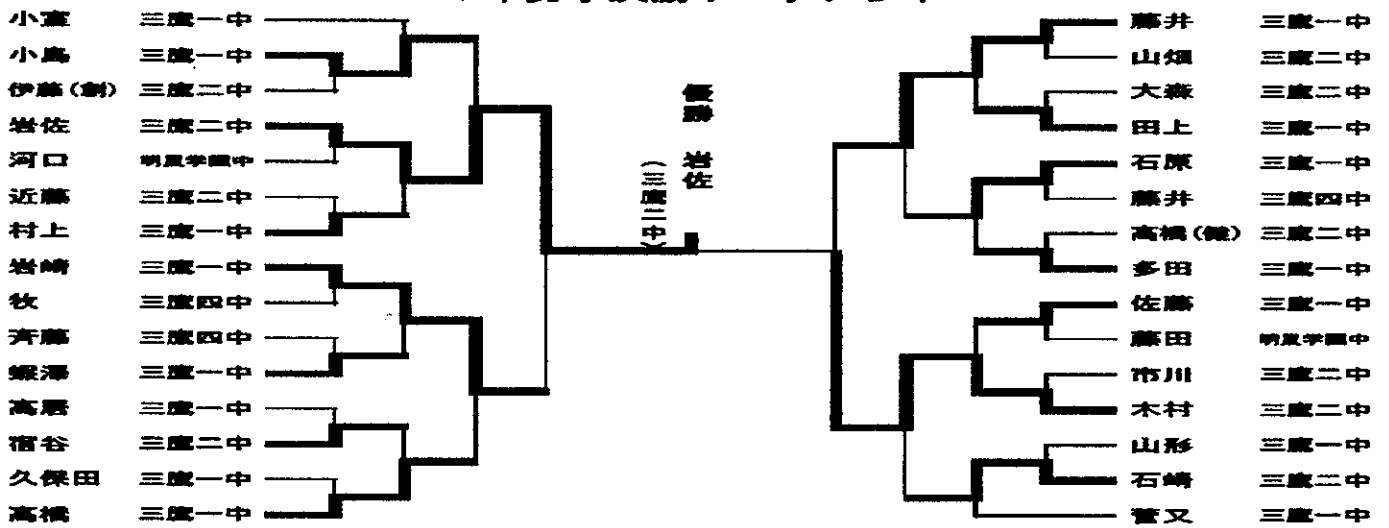 小宮 三鷹一中
小島 三鷹一中
伊藤(創) 三鷹二中
岩佐 三鷹二中
河口 明星学園中
近藤 三鷹二中
村上 三鷹一中
岩崎 三鷹一中
牧 三鷹四中
斉藤 三鷹四中
蝦澤 三鷹一中
高居 三鷹一中
宿谷 三鷹二中
久保田 三鷹一中
高橋 三鷹一中
優勝 岩佐
(三鷹二中)
藤井 三鷹一中
山畑 三鷹二中
大森 三鷹二中
田上 三鷹一中
石原 三鷹一中
藤井 三鷹四中
高橋(健) 三鷹二中
多田 三鷹一中
佐藤 三鷹一中
藤田 明星学園中
市川 三鷹二中
木村 三鷹二中
山形 三鷹一中
石崎 三鷹二中
菅又 三鷹一中